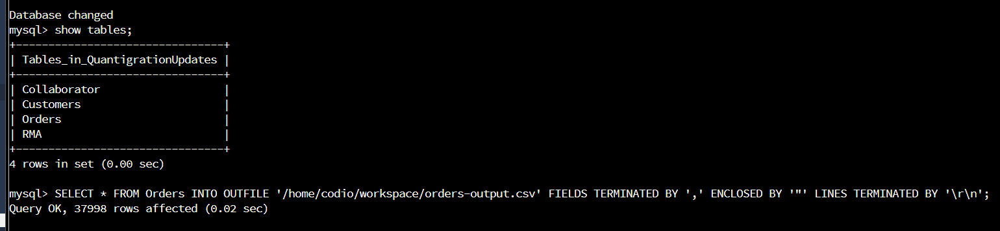 Database changed
mysql> show tables;
+--------------------------------+
| Tables_in_QuantigrationUpdates |
+--------------------------------+
| Collaborator                   |
| Customers                      |
| Orders                         |
| RMA                            |
+--------------------------------+
4 rows in set (0.00 sec)

mysql> SELECT * FROM Orders INTO OUTFILE '/home/codio/workspace/orders-output.csv' FIELDS TERMINATED BY ',' ENCLOSED BY '"' LINES TERMINATED BY '\r\n';
Query OK, 37998 rows affected (0.02 sec)